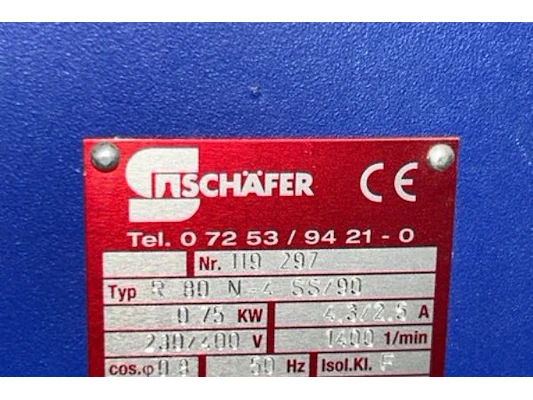 SCHÄFER CE
Tel. 0 72 53 / 94 21 - 0
Nr. 119 297
Typ R 80 N-4 SS/90
0,75 KW 4,3/2,5 A
230/400 V 1400 1/min
cos.φ 0.8 50 Hz Isol.Kl. F